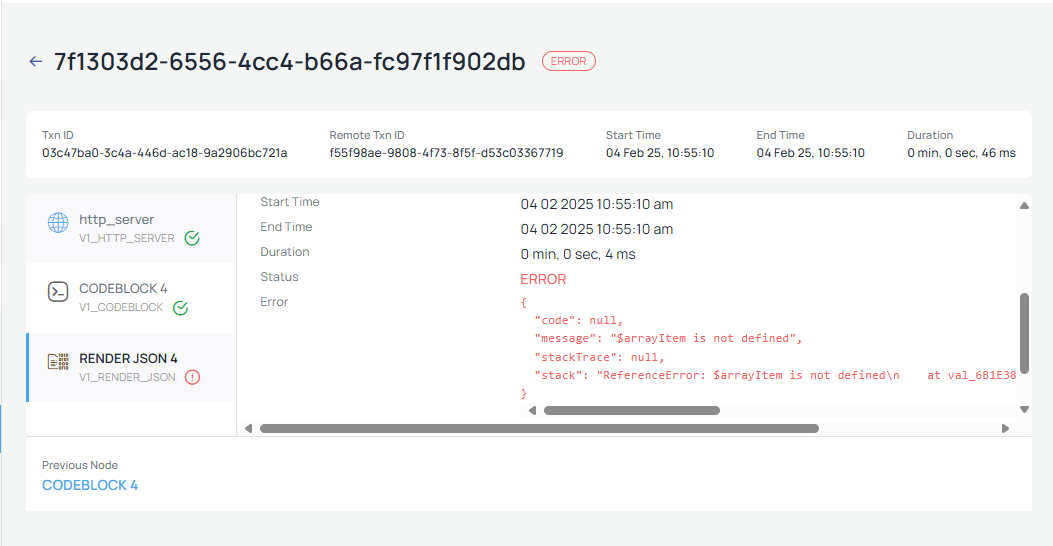 ← 7f1303d2-6556-4cc4-b66a-fc97f1f902db ERROR
Txn ID Remote Txn ID Start Time End Time Duration
03c47ba0-3c4a-446d-ac18-9a2906bc721a f55f98ae-9808-4f73-8f5f-d53c03367719 04 Feb 25, 10:55:10 04 Feb 25, 10:55:10 0 min, 0 sec, 46 ms
http_server
V1_HTTP_SERVER
CODEBLOCK 4
V1_CODEBLOCK
RENDER JSON 4
V1_RENDER_JSON
Start Time 04 02 2025 10:55:10 am
End Time 04 02 2025 10:55:10 am
Duration 0 min, 0 sec, 4 ms
Status ERROR
Error
{
"code": null,
"message": "$arrayItem is not defined",
"stackTrace": null,
"stack": "ReferenceError: $arrayItem is not defined\n    at val_6B1E38
}
Previous Node
CODEBLOCK 4